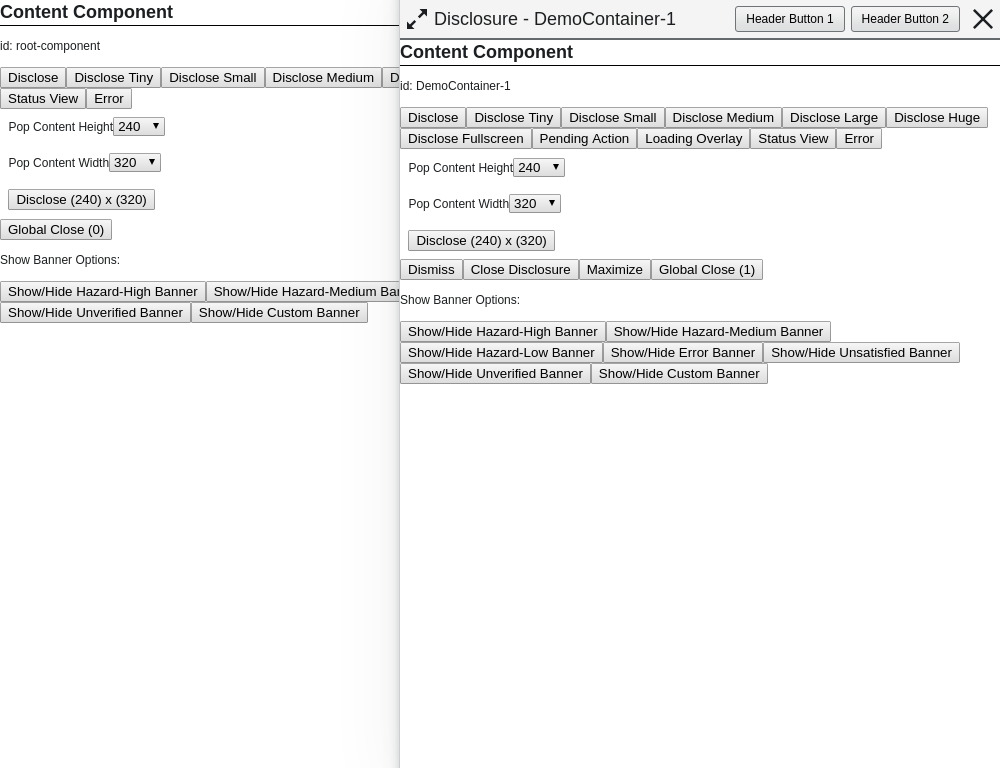 Content Component
id: root-component
Disclose Disclose Tiny Disclose Small Disclose Medium D
Status View Error
Pop Content Height 240
Pop Content Width 320
Disclose (240) x (320)
Global Close (0)
Show Banner Options:
Show/Hide Hazard-High Banner Show/Hide Hazard-Medium Ba
Show/Hide Unverified Banner Show/Hide Custom Banner
Disclosure - DemoContainer-1 Header Button 1 Header Button 2
Content Component
id: DemoContainer-1
Disclose Disclose Tiny Disclose Small Disclose Medium Disclose Large Disclose Huge
Disclose Fullscreen Pending Action Loading Overlay Status View Error
Pop Content Height 240
Pop Content Width 320
Disclose (240) x (320)
Dismiss Close Disclosure Maximize Global Close (1)
Show Banner Options:
Show/Hide Hazard-High Banner Show/Hide Hazard-Medium Banner
Show/Hide Hazard-Low Banner Show/Hide Error Banner Show/Hide Unsatisfied Banner
Show/Hide Unverified Banner Show/Hide Custom Banner